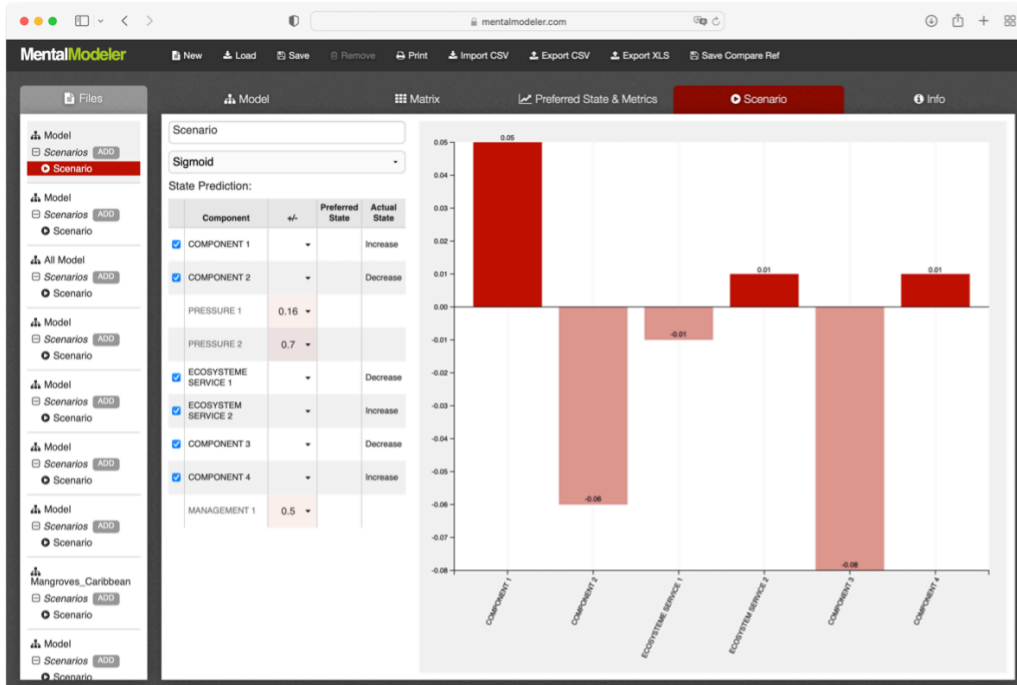 mentalmodeler.com
MentalModeler
New Load Save Remove Print Import CSV Export CSV Export XLS Save Compare Ref
Files Model Matrix Preferred State & Metrics Scenario Info
Model
Scenarios ADD
Scenario
Model
Scenarios ADD
Scenario
All Model
Scenarios ADD
Scenario
Model
Scenarios ADD
Scenario
Model
Scenarios ADD
Scenario
Model
Scenarios ADD
Scenario
Model
Scenarios ADD
Scenario
Mangroves_Caribbean
Scenarios ADD
Scenario
Model
Scenarios ADD
Scenario
Scenario
Sigmoid
State Prediction:
Component +/- Preferred State Actual State
COMPONENT 1 Increase
COMPONENT 2 Decrease
PRESSURE 1 0.16
PRESSURE 2 0.7
ECOSYSTEME SERVICE 1 Decrease
ECOSYSTEM SERVICE 2 Increase
COMPONENT 3 Decrease
COMPONENT 4 Increase
MANAGEMENT 1 0.5
0.05
0.04
0.03
0.02
0.01
0.00
-0.01
-0.02
-0.03
-0.04
-0.05
-0.06
-0.07
-0.08
0.05
-0.06
-0.01
0.01
-0.08
0.01
COMPONENT 1
COMPONENT 2
ECOSYSTEME SERVICE 1
ECOSYSTEM SERVICE 2
COMPONENT 3
COMPONENT 4